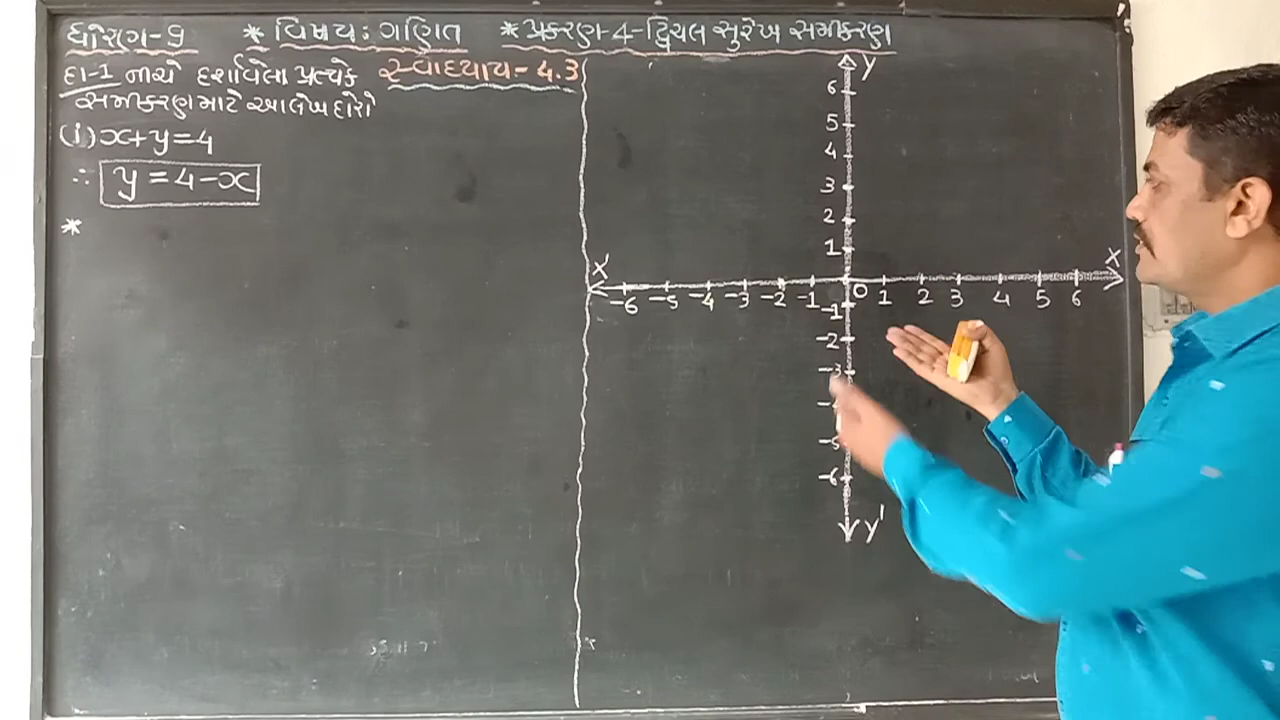 ધોરણ-9 * વિષય: ગણિત * પ્રકરણ-4-દ્વિચલ સુરેખ સમીકરણ
દા-1 નીચે દર્શાવેલા પ્રત્યેક સ્વાધ્યાય-4.3
સમીકરણ માટે આલેખ દોરો
(i) x+y=4
∴ y=4-x
*
Y
6
5
4
3
2
1
X' X
-6 -5 -4 -3 -2 -1 0 1 2 3 4 5 6
-1
-2
-3
-5
-6
Y'